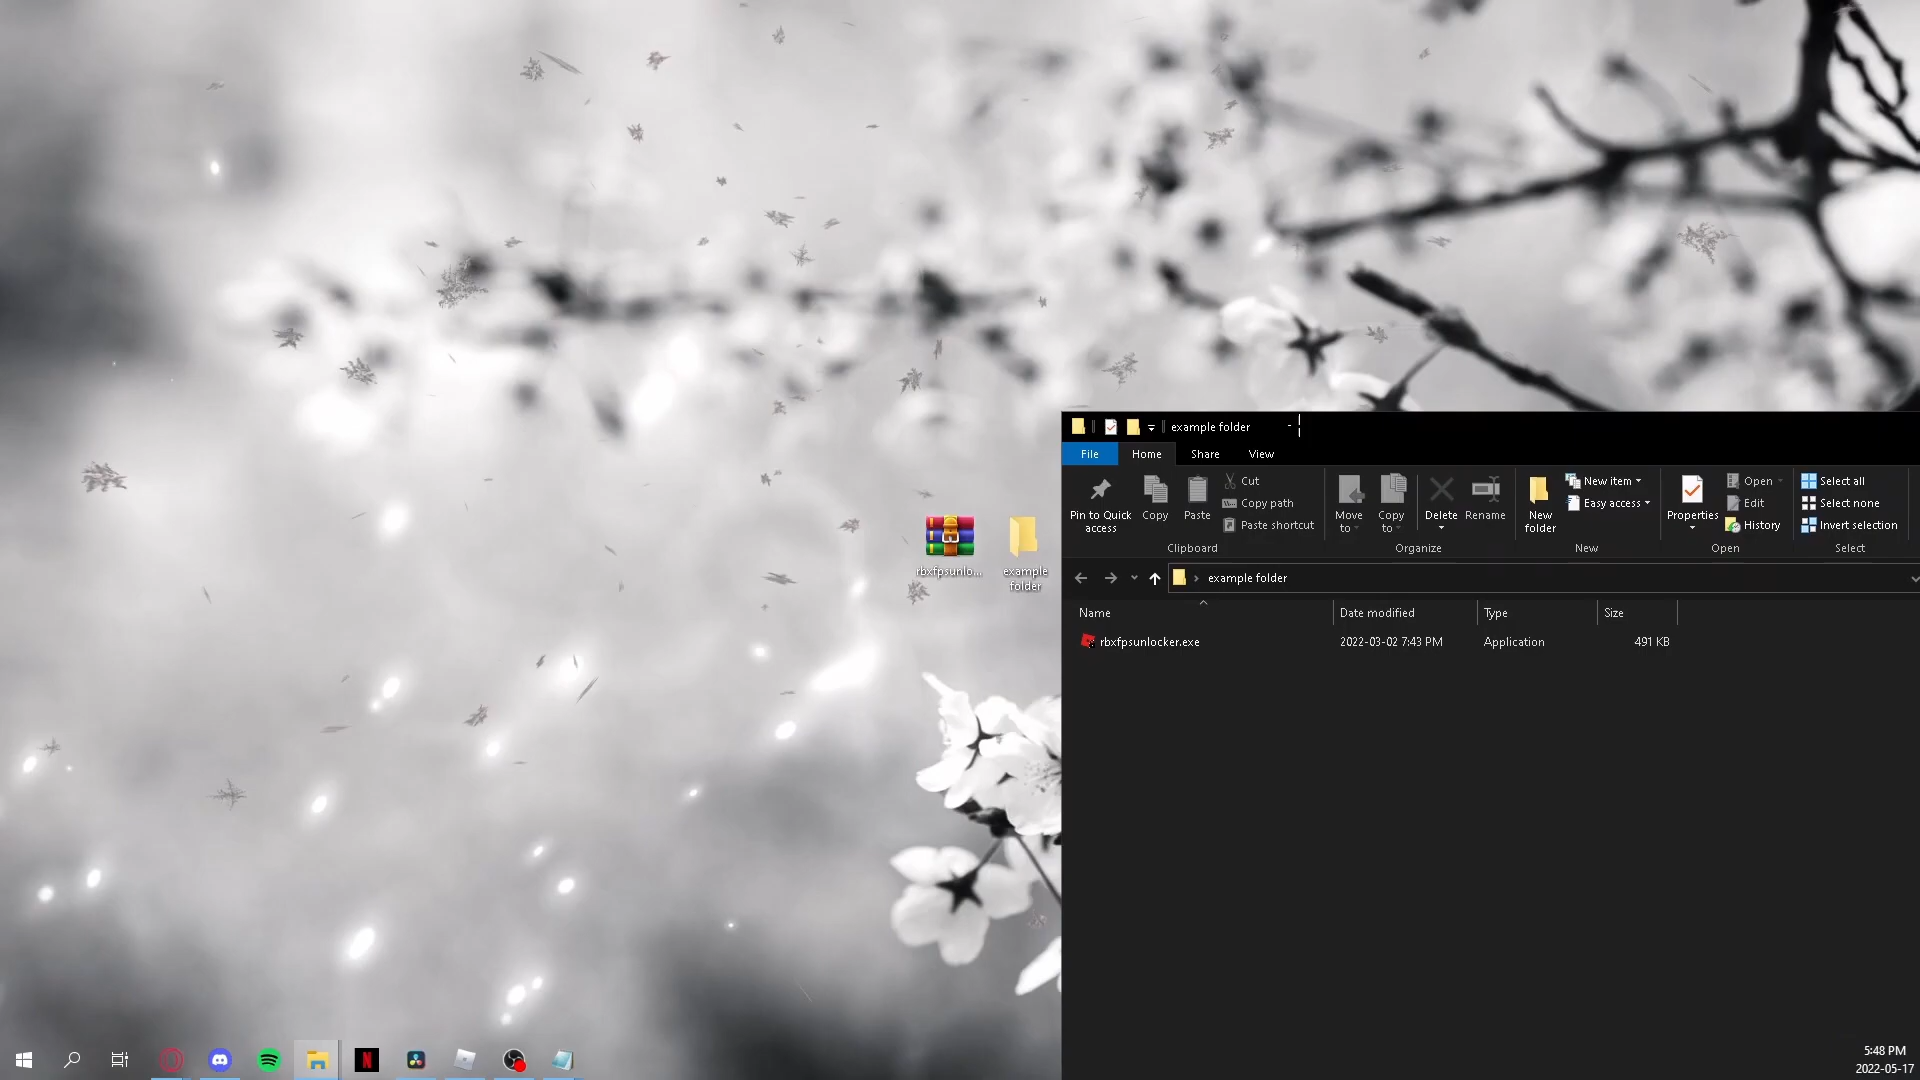 example folder
File Home Share View
Pin to Quick access
Copy
Paste
Cut
Copy path
Paste shortcut
Clipboard
Move to
Copy to
Delete
Rename
Organize
New folder
New item
Easy access
New
Properties
Open
Edit
History
Open
Select all
Select none
Invert selection
Select
example folder
Name Date modified Type Size
rbxfpsunlocker.exe 2022-03-02 7:43 PM Application 491 KB
rbxfpsunlo...
example
folder
N
5:48 PM
2022-05-17